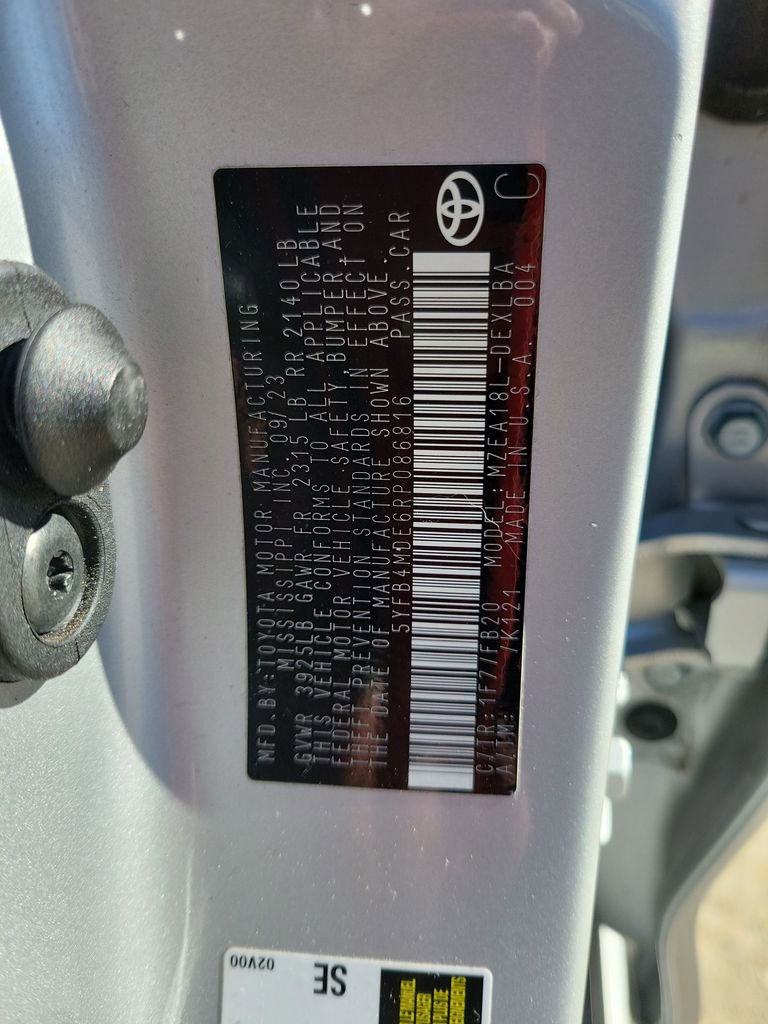 MFD.BY:TOYOTA MOTOR MANUFACTURING
MISSISSIPPI INC. 09/23
GVWR 3925LB GAWR FR 2315 LB RR 2140 LB
THIS VEHICLE CONFORMS TO ALL APPLICABLE
FEDERAL MOTOR VEHICLE SAFETY, BUMPER, AND
THEFT PREVENTION STANDARDS IN EFFECT ON
THE DATE OF MANUFACTURE SHOWN ABOVE.
5YFB4MDE6RP086816 PASS.CAR
C/TR:1F7/FB20 MODEL:MZEA18L-DEXLBA
A/TM: /K121 MADE IN U.S.A. 004 C
02V00
SE